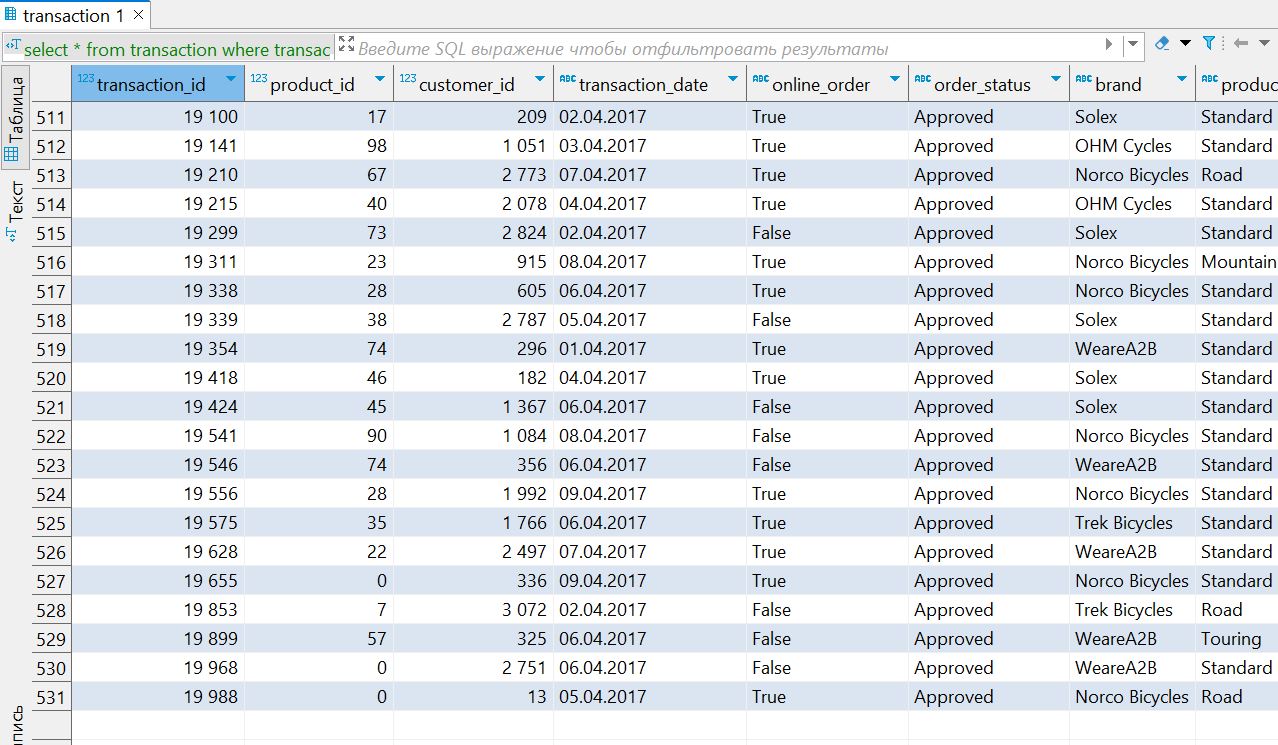 transaction 1
select * from transaction where transac Введите SQL выражение чтобы отфильтровать результаты
Таблица
Текст
123 transaction_id 123 product_id 123 customer_id ABC transaction_date ABC online_order ABC order_status ABC brand ABC produc
511 19 100 17 209 02.04.2017 True Approved Solex Standard
512 19 141 98 1 051 03.04.2017 True Approved OHM Cycles Standard
513 19 210 67 2 773 07.04.2017 True Approved Norco Bicycles Road
514 19 215 40 2 078 04.04.2017 True Approved OHM Cycles Standard
515 19 299 73 2 824 02.04.2017 False Approved Solex Standard
516 19 311 23 915 08.04.2017 True Approved Norco Bicycles Mountain
517 19 338 28 605 06.04.2017 True Approved Norco Bicycles Standard
518 19 339 38 2 787 05.04.2017 False Approved Solex Standard
519 19 354 74 296 01.04.2017 True Approved WeareA2B Standard
520 19 418 46 182 04.04.2017 True Approved Solex Standard
521 19 424 45 1 367 06.04.2017 False Approved Solex Standard
522 19 541 90 1 084 08.04.2017 False Approved Norco Bicycles Standard
523 19 546 74 356 06.04.2017 False Approved WeareA2B Standard
524 19 556 28 1 992 09.04.2017 True Approved Norco Bicycles Standard
525 19 575 35 1 766 06.04.2017 True Approved Trek Bicycles Standard
526 19 628 22 2 497 07.04.2017 True Approved WeareA2B Standard
527 19 655 0 336 09.04.2017 True Approved Norco Bicycles Standard
528 19 853 7 3 072 02.04.2017 False Approved Trek Bicycles Road
529 19 899 57 325 06.04.2017 False Approved WeareA2B Touring
530 19 968 0 2 751 06.04.2017 False Approved WeareA2B Standard
531 19 988 0 13 05.04.2017 True Approved Norco Bicycles Road